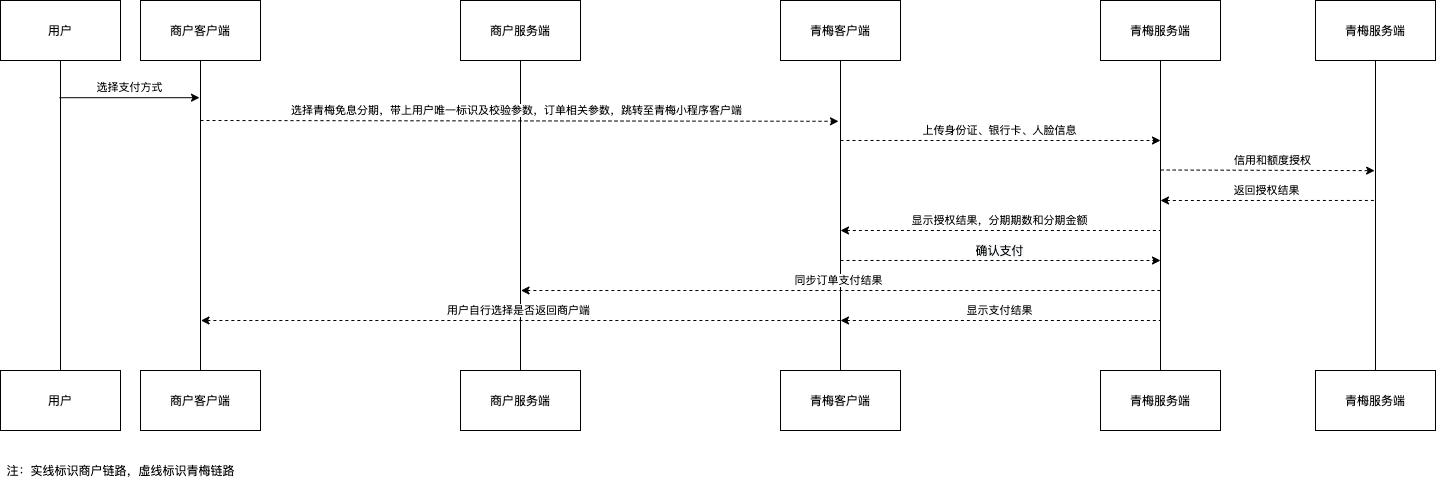 用户
商户客户端
商户服务端
青梅客户端
青梅服务端
青梅服务端
选择支付方式
选择青梅免息分期，带上用户唯一标识及校验参数，订单相关参数，跳转至青梅小程序客户端
上传身份证、银行卡、人脸信息
信用和额度授权
返回授权结果
显示授权结果，分期期数和分期金额
确认支付
同步订单支付结果
用户自行选择是否返回商户端
显示支付结果
用户
商户客户端
商户服务端
青梅客户端
青梅服务端
青梅服务端
注：实线标识商户链路，虚线标识青梅链路